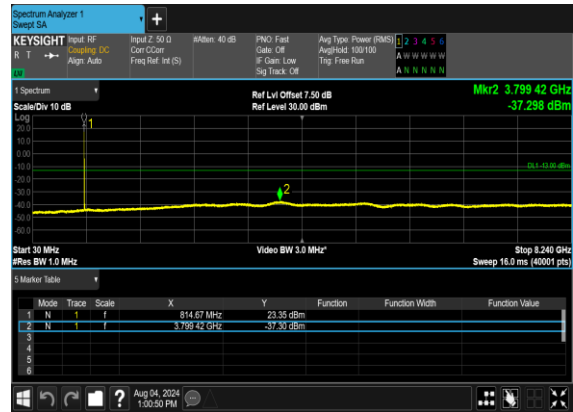 Spectrum Analyzer 1
Swept SA
+
KEYSIGHT Input: RF Input Z: 50 Ω #Atten: 40 dB PNO: Fast Avg Type: Power (RMS) 1 2 3 4 5 6
R T Coupling: DC Corr CCorr Gate: Off Avg|Hold: 100/100 A W W W W W
Align: Auto Freq Ref: Int (S) IF Gain: Low Trig: Free Run
Sig Track: Off A N N N N N
LW
1 Spectrum Ref Lvl Offset 7.50 dB Mkr2 3.799 42 GHz
Scale/Div 10 dB Ref Level 30.00 dBm -37.298 dBm
Log
1
20.0
10.0
0.00
-10.0
DL1 -13.00 dBm
-20.0
-30.0
2
-40.0
-50.0
-60.0
Start 30 MHz Video BW 3.0 MHz* Stop 8.240 GHz
#Res BW 1.0 MHz Sweep 16.0 ms (40001 pts)
5 Marker Table
Mode Trace Scale X Y Function Function Width Function Value
1 N 1 f 814.67 MHz 23.35 dBm
2 N 1 f 3.799 42 GHz -37.30 dBm
3
4
5
6
? Aug 04, 2024
1:00:50 PM